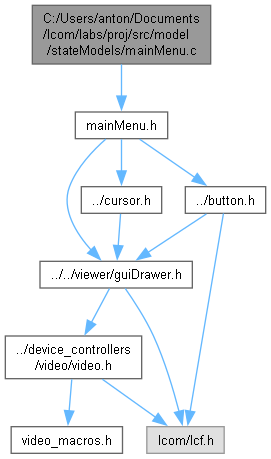 C:/Users/anton/Documents
/lcom/labs/proj/src/model
/stateModels/mainMenu.c
mainMenu.h
../cursor.h
../button.h
../../viewer/guiDrawer.h
../device_controllers
/video/video.h
video_macros.h
lcom/lcf.h